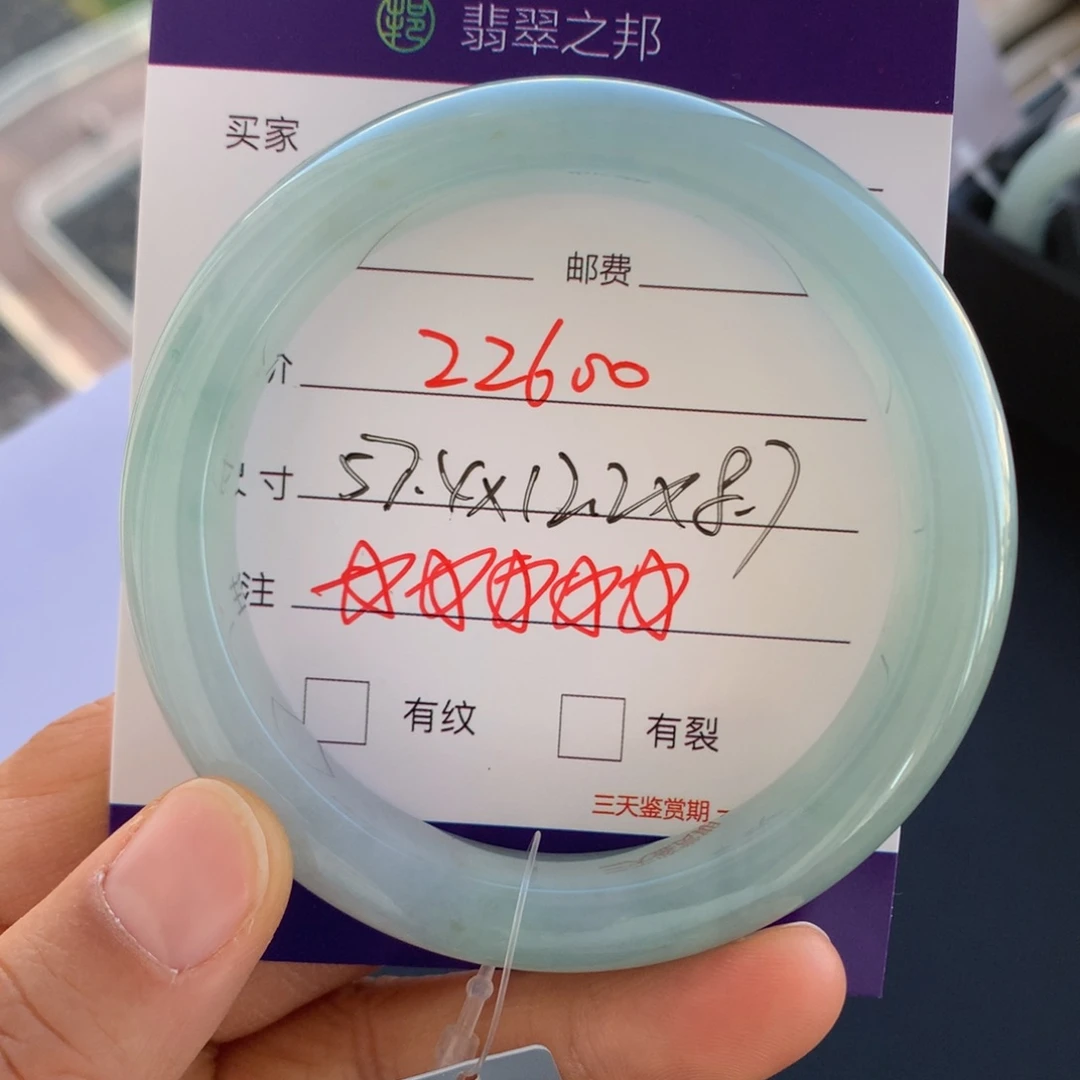 翡翠之邦
买家
邮费
价 22600
尺寸 57.4x12.2x8.7
注 ☆☆☆☆☆
有纹 有裂
三天鉴赏期